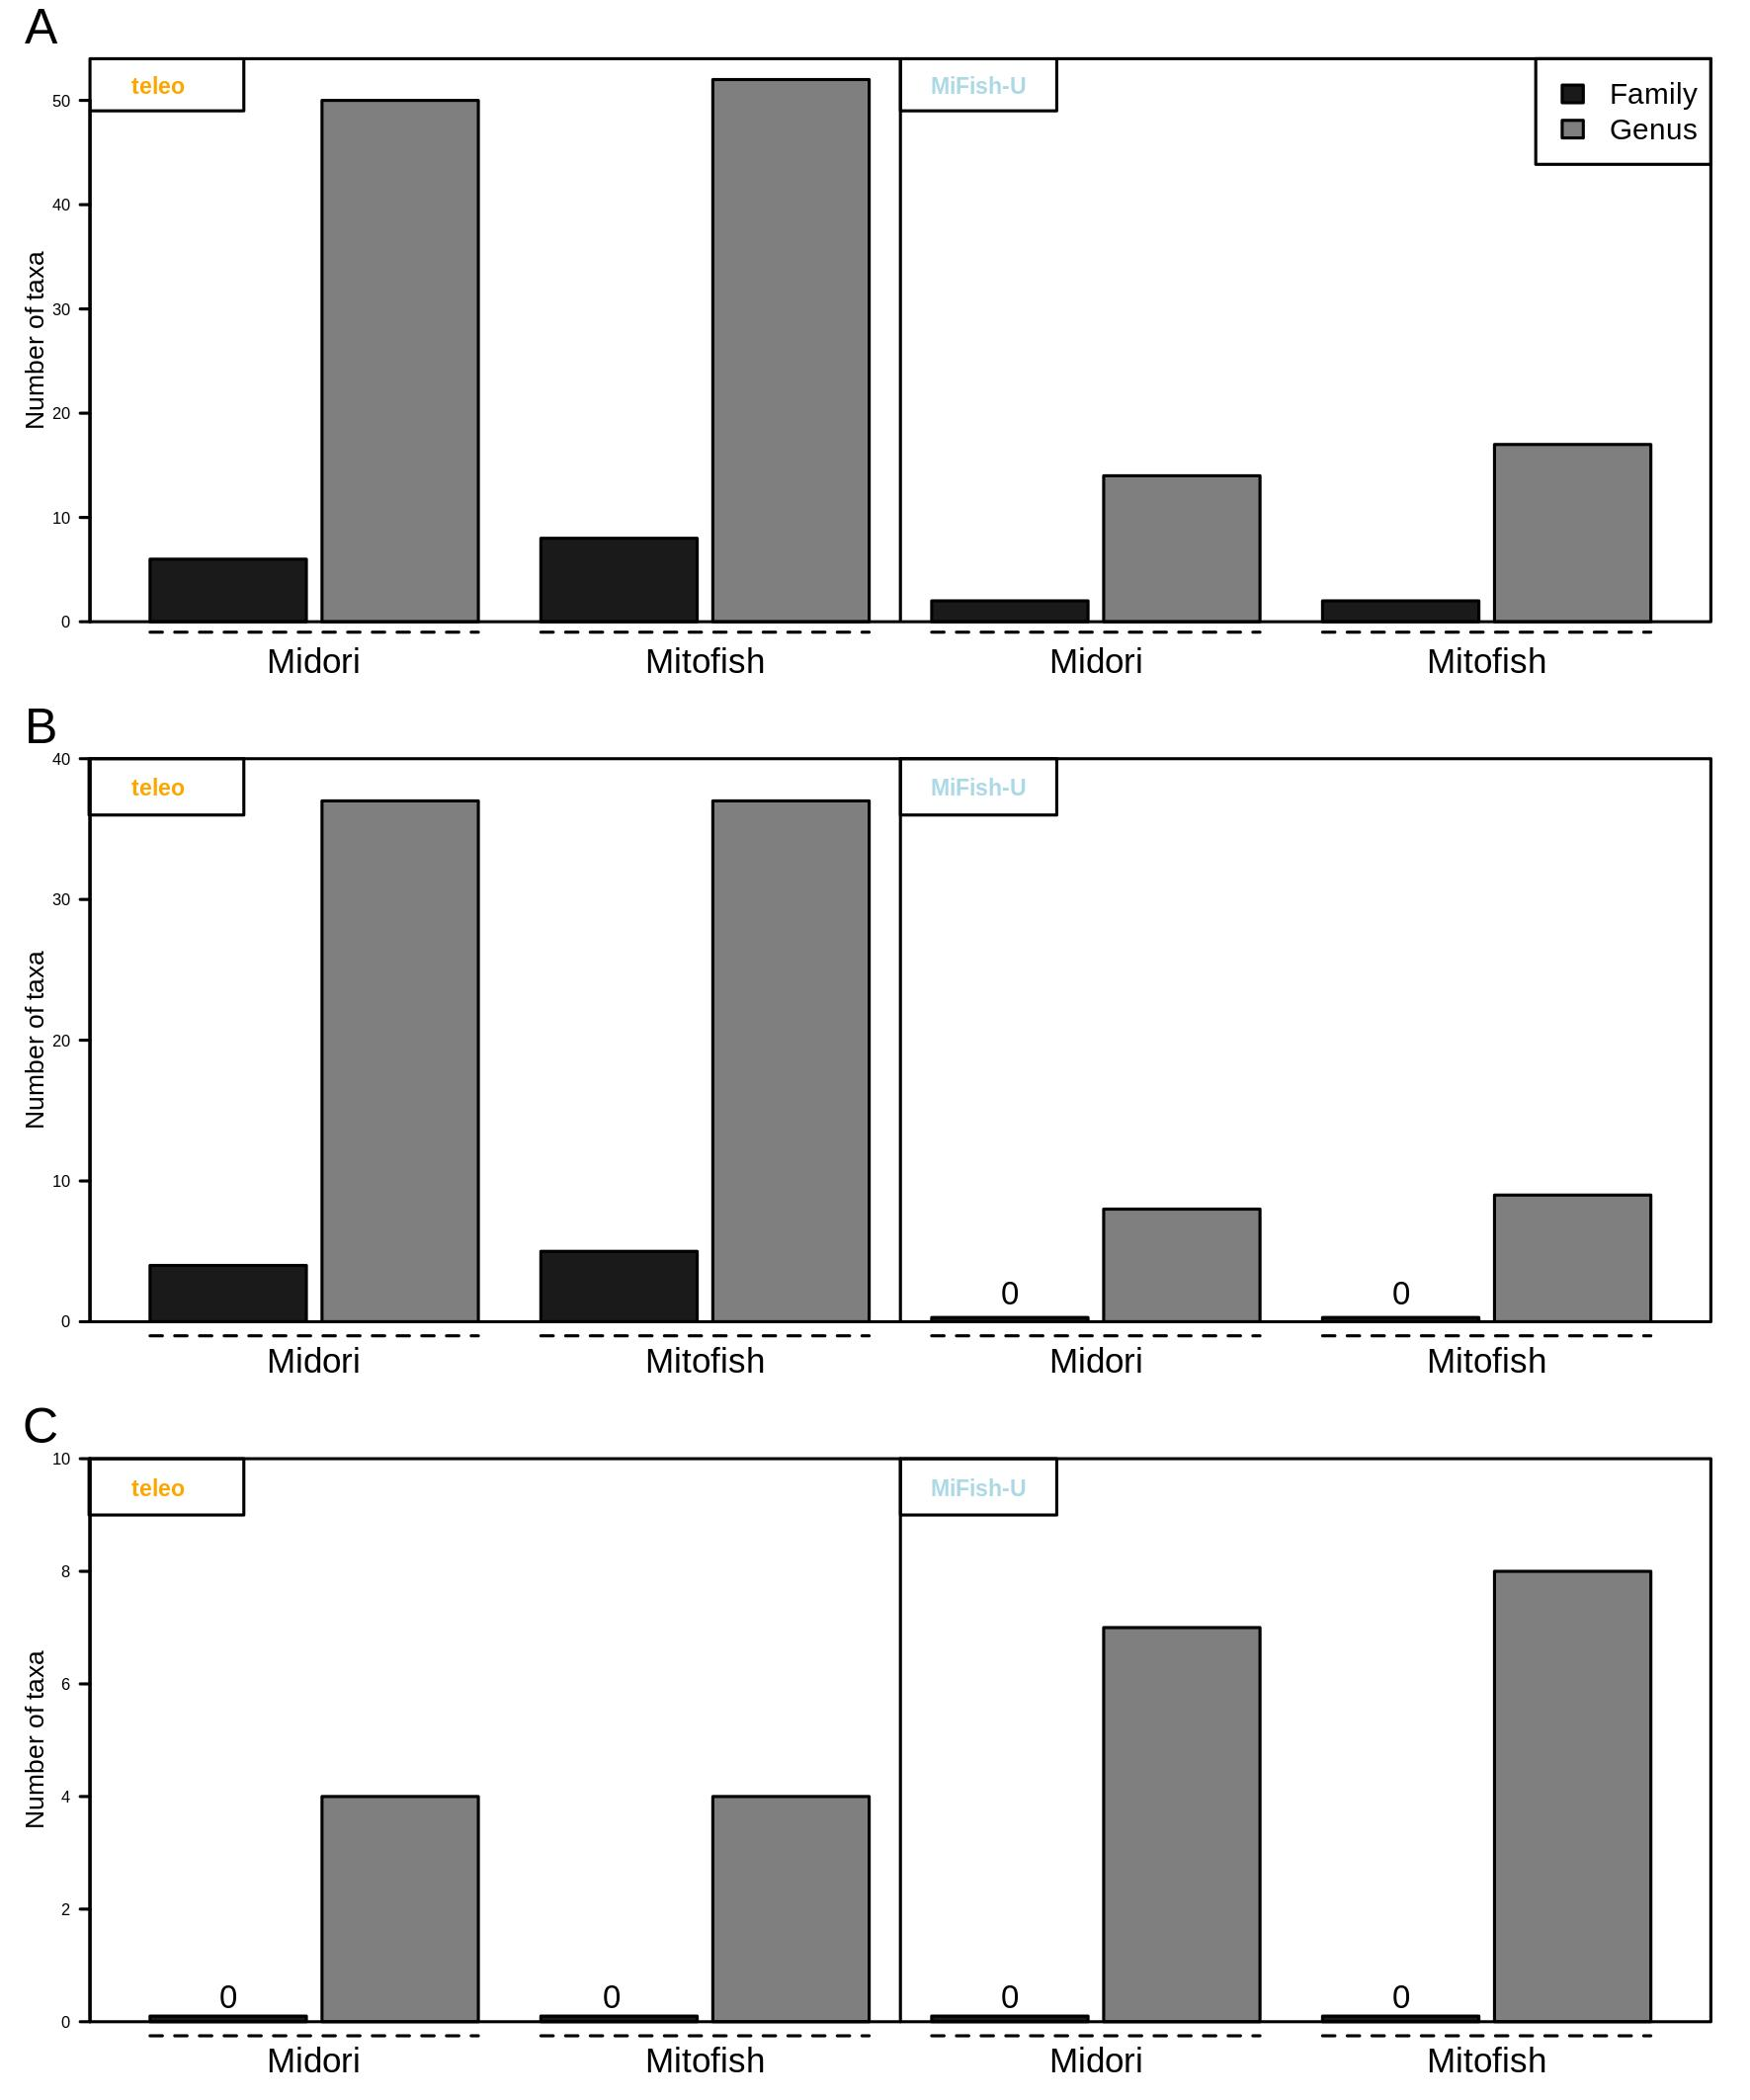 A
teleo
MiFish-U
Family
Genus
50
40
30
20
10
0
Number of taxa
Midori
Mitofish
Midori
Mitofish
B
teleo
MiFish-U
40
30
20
10
0
Number of taxa
0
0
Midori
Mitofish
Midori
Mitofish
C
teleo
MiFish-U
10
8
6
4
2
0
Number of taxa
0
0
0
0
Midori
Mitofish
Midori
Mitofish